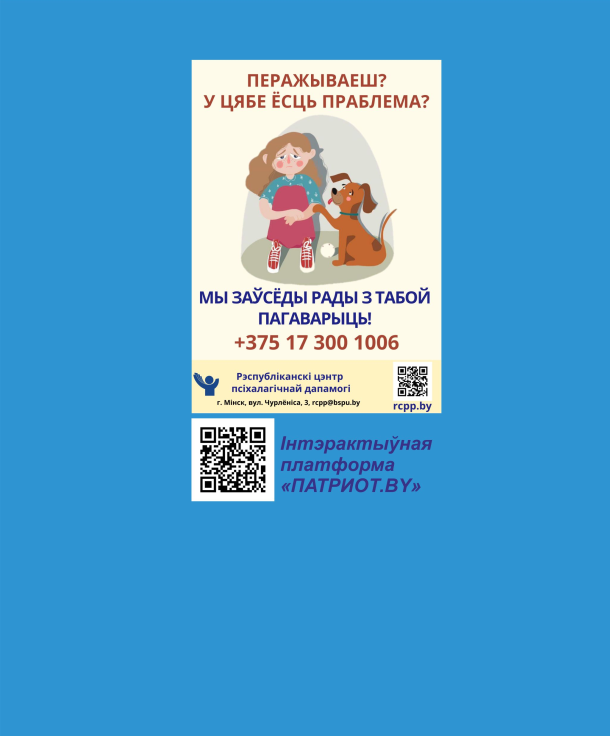 ПЕРАЖЫВАЕШ?
У ЦЯБЕ ЁСЦЬ ПРАБЛЕМА?
МЫ ЗАЎСЁДЫ РАДЫ З ТАБОЙ
ПАГАВАРЫЦЬ!
+375 17 300 1006
Рэспубліканскі цэнтр
псіхалагічнай дапамогі
г. Мінск, вул. Чурлёніса, 3, rcpp@bspu.by
rcpp.by
Інтэрактыўная
платформа
«ПАТРИОТ.BY»